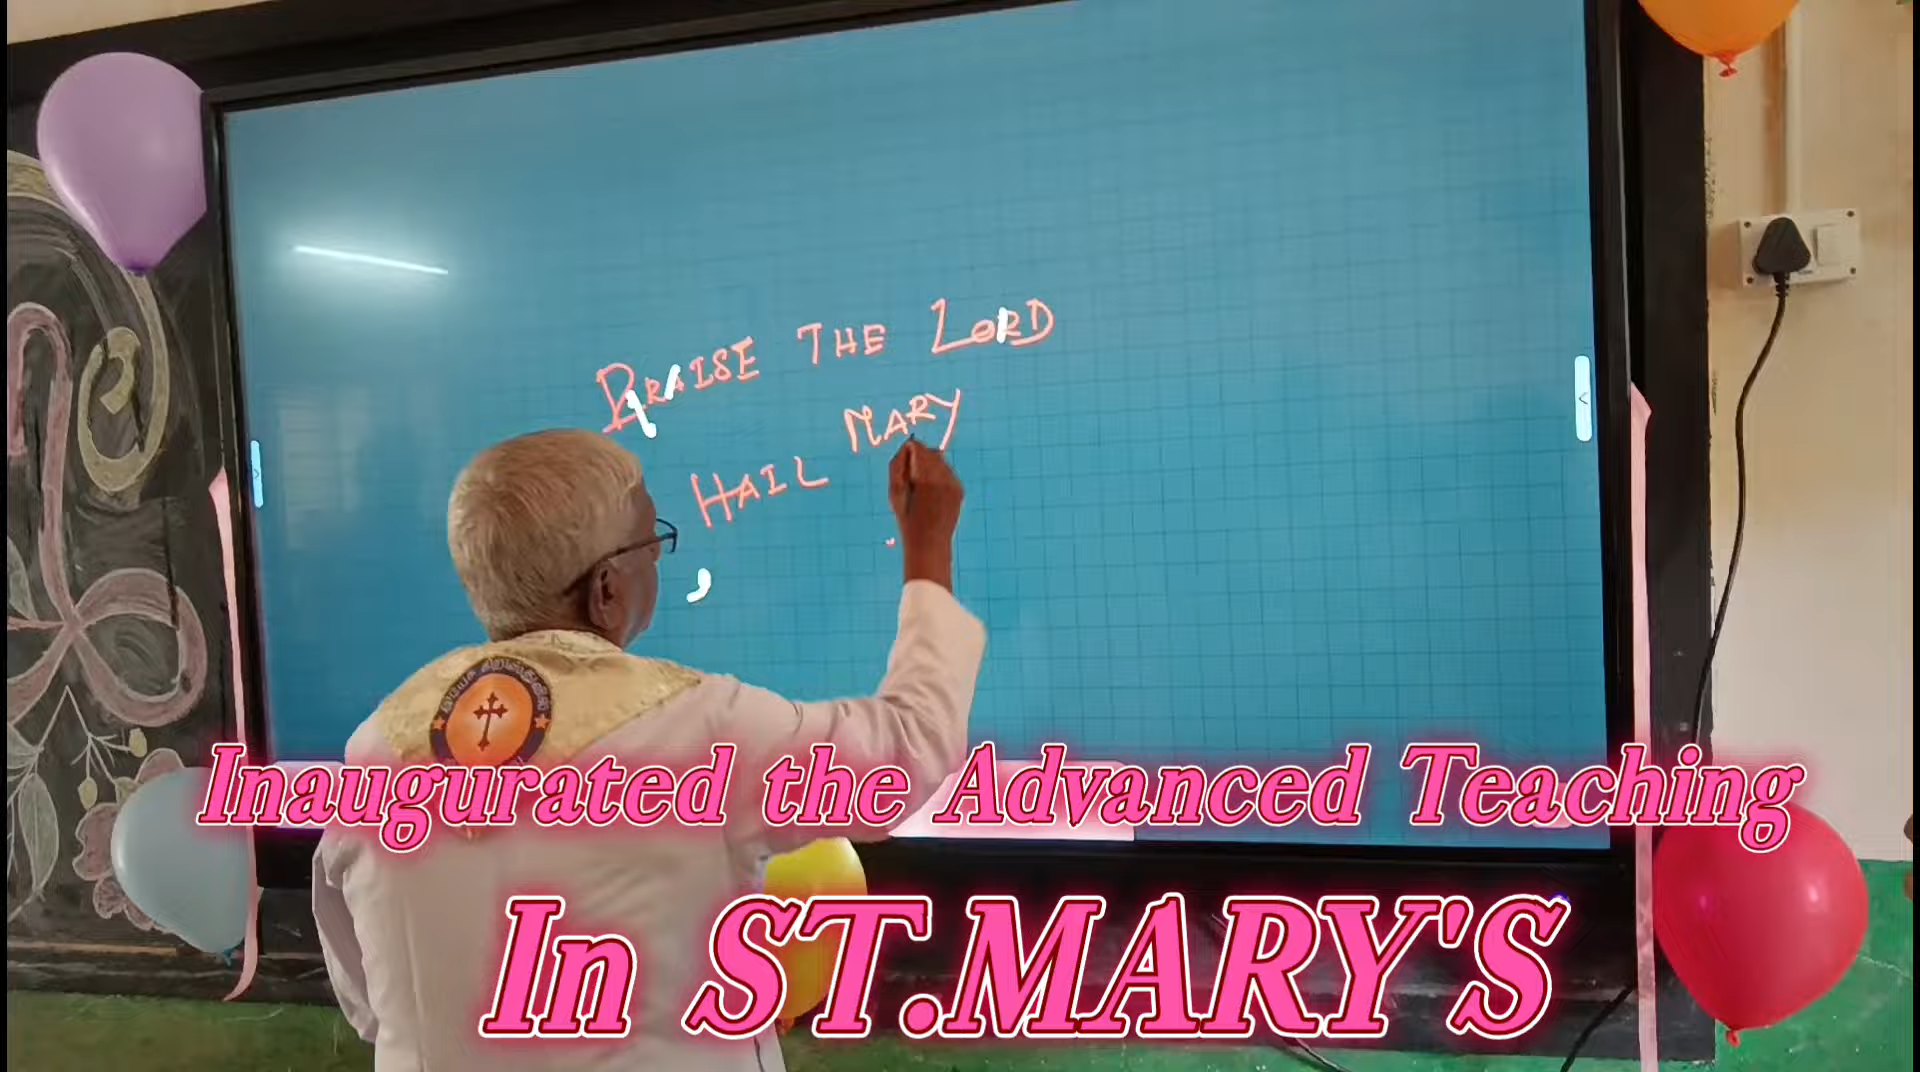 PRAISE THE LORD
HAIL MARY
Inaugurated the Advanced Teaching
In ST.MARY'S